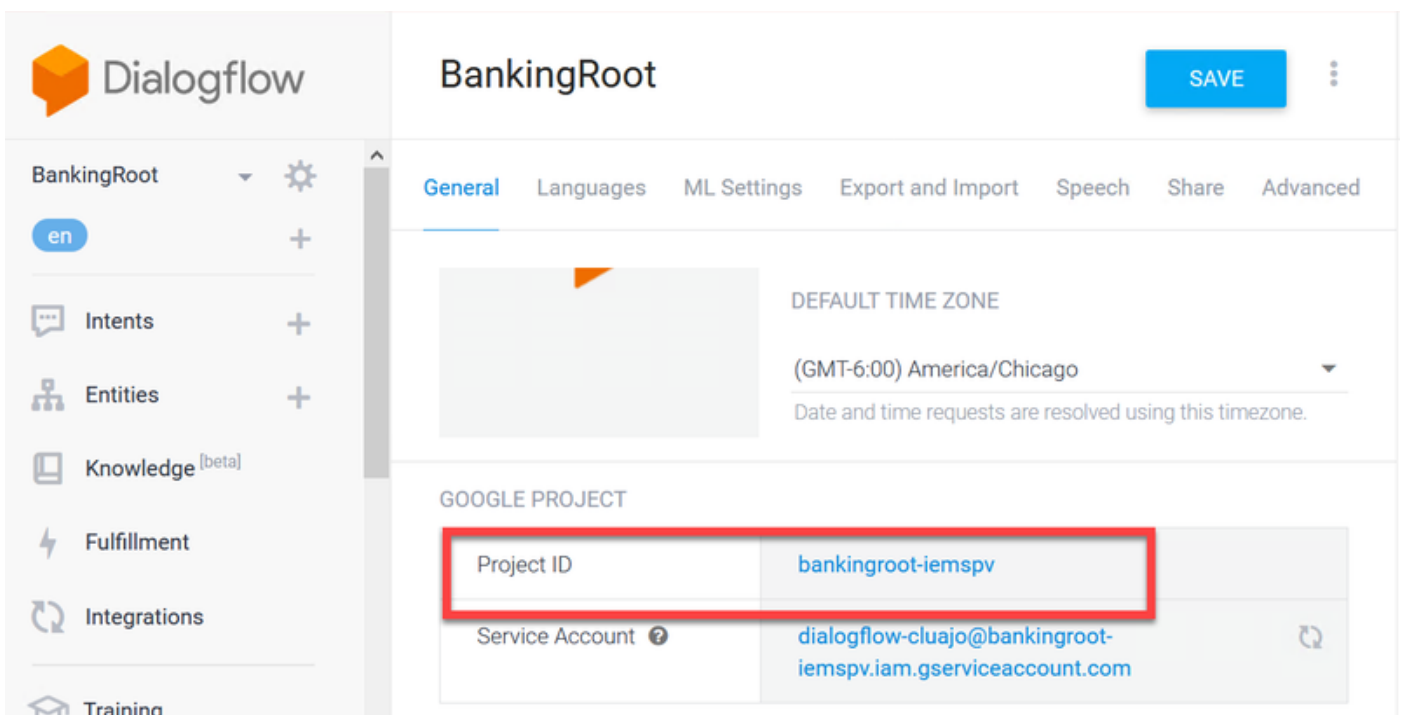 Dialogflow
BankingRoot
SAVE
BankingRoot
en
Intents
Entities
Knowledge [beta]
Fulfillment
Integrations
Training
General Languages ML Settings Export and Import Speech Share Advanced
DEFAULT TIME ZONE
(GMT-6:00) America/Chicago
Date and time requests are resolved using this timezone.
GOOGLE PROJECT
Project ID bankingroot-iemspv
Service Account dialogflow-cluajo@bankingroot-
iemspv.iam.gserviceaccount.com